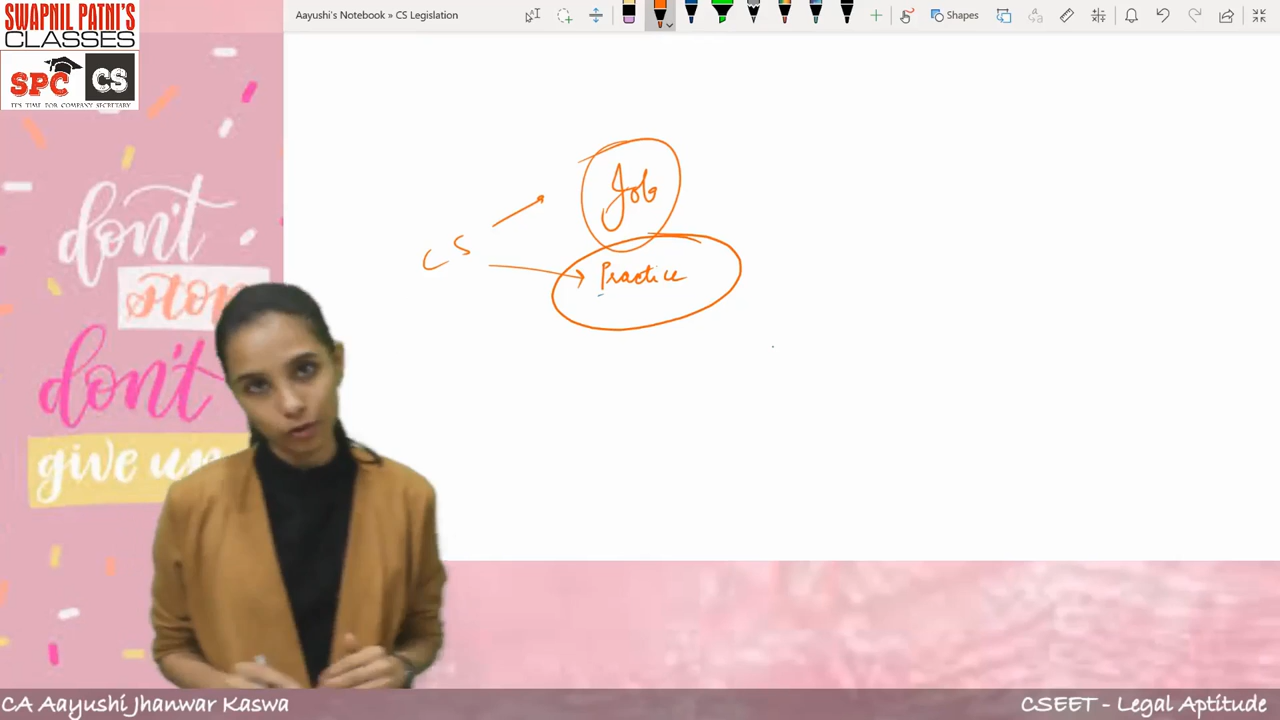 SWAPNIL PATNI'S
CLASSES
SPC CS
IT'S TIME FOR COMPANY SECRETARY
Aayushi's Notebook » CS Legislation
Shapes
don't
stop
don't
give up
Job
CS
Practice
CA Aayushi Jhanwar Kaswa
CSEET - Legal Aptitude